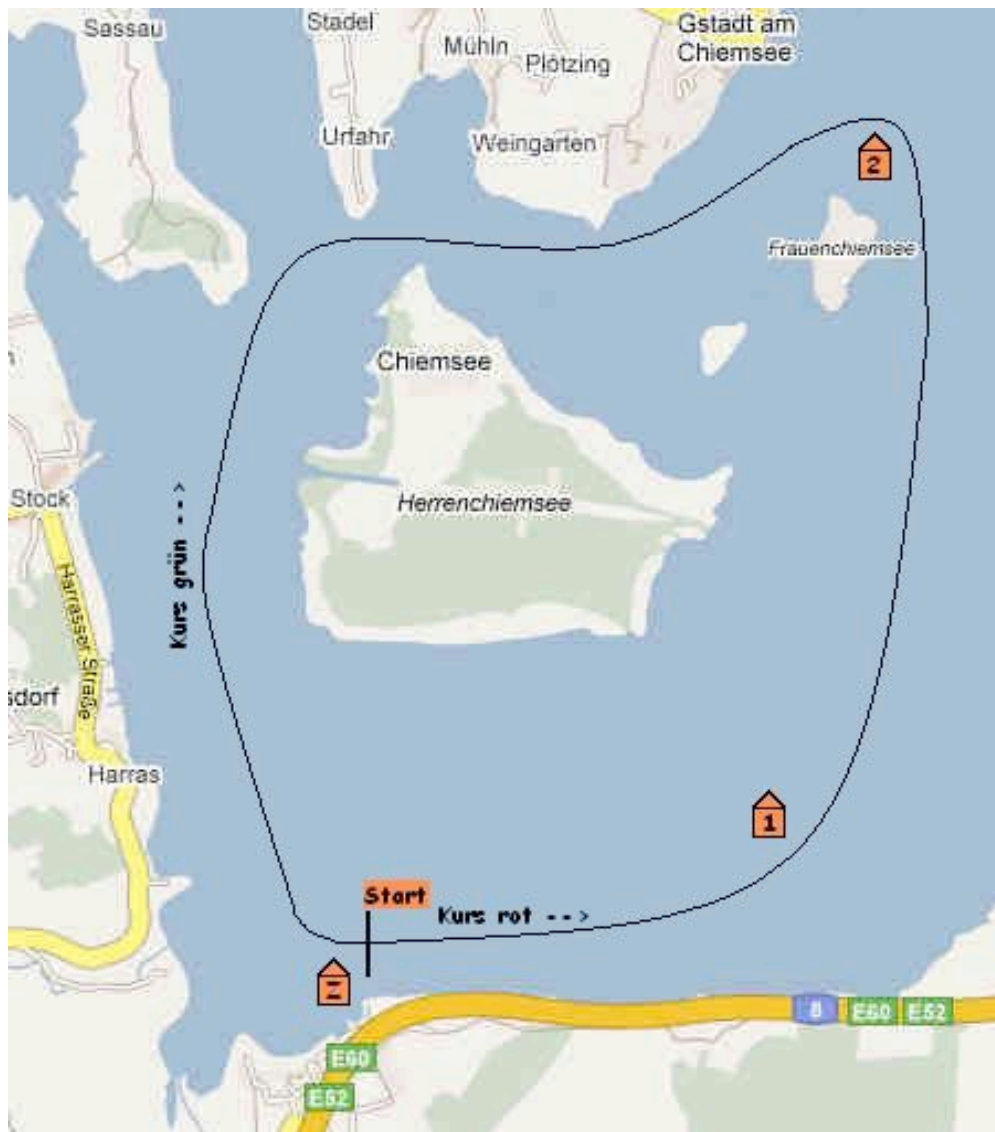 Sassau
Stadel
Mühln
Plötzing
Gstadt am
Chiemsee
Urfahr
Weingarten
2
Frauenchiemsee
Chiemsee
Herrenchiemsee
Stock
Kurs grün - - ->
Harrasser Straße
sdorf
Harras
1
Start
Kurs rot - - ->
Z
8
E60
E52
E60
E52